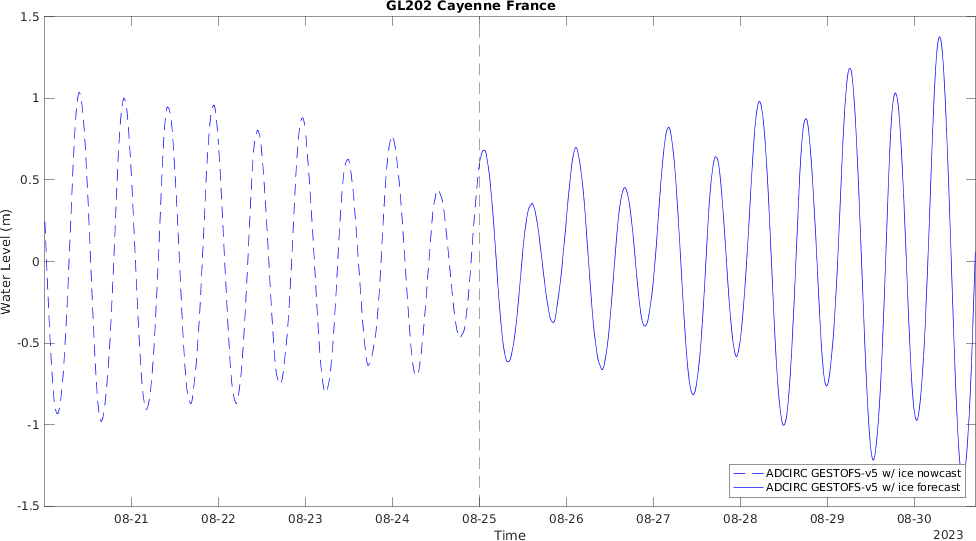 GL202 Cayenne France
1.5
1
0.5
0
-0.5
-1
-1.5
Water Level (m)
ADCIRC GESTOFS-v5 w/ ice nowcast
ADCIRC GESTOFS-v5 w/ ice forecast
08-21 08-22 08-23 08-24 08-25 08-26 08-27 08-28 08-29 08-30
Time
2023